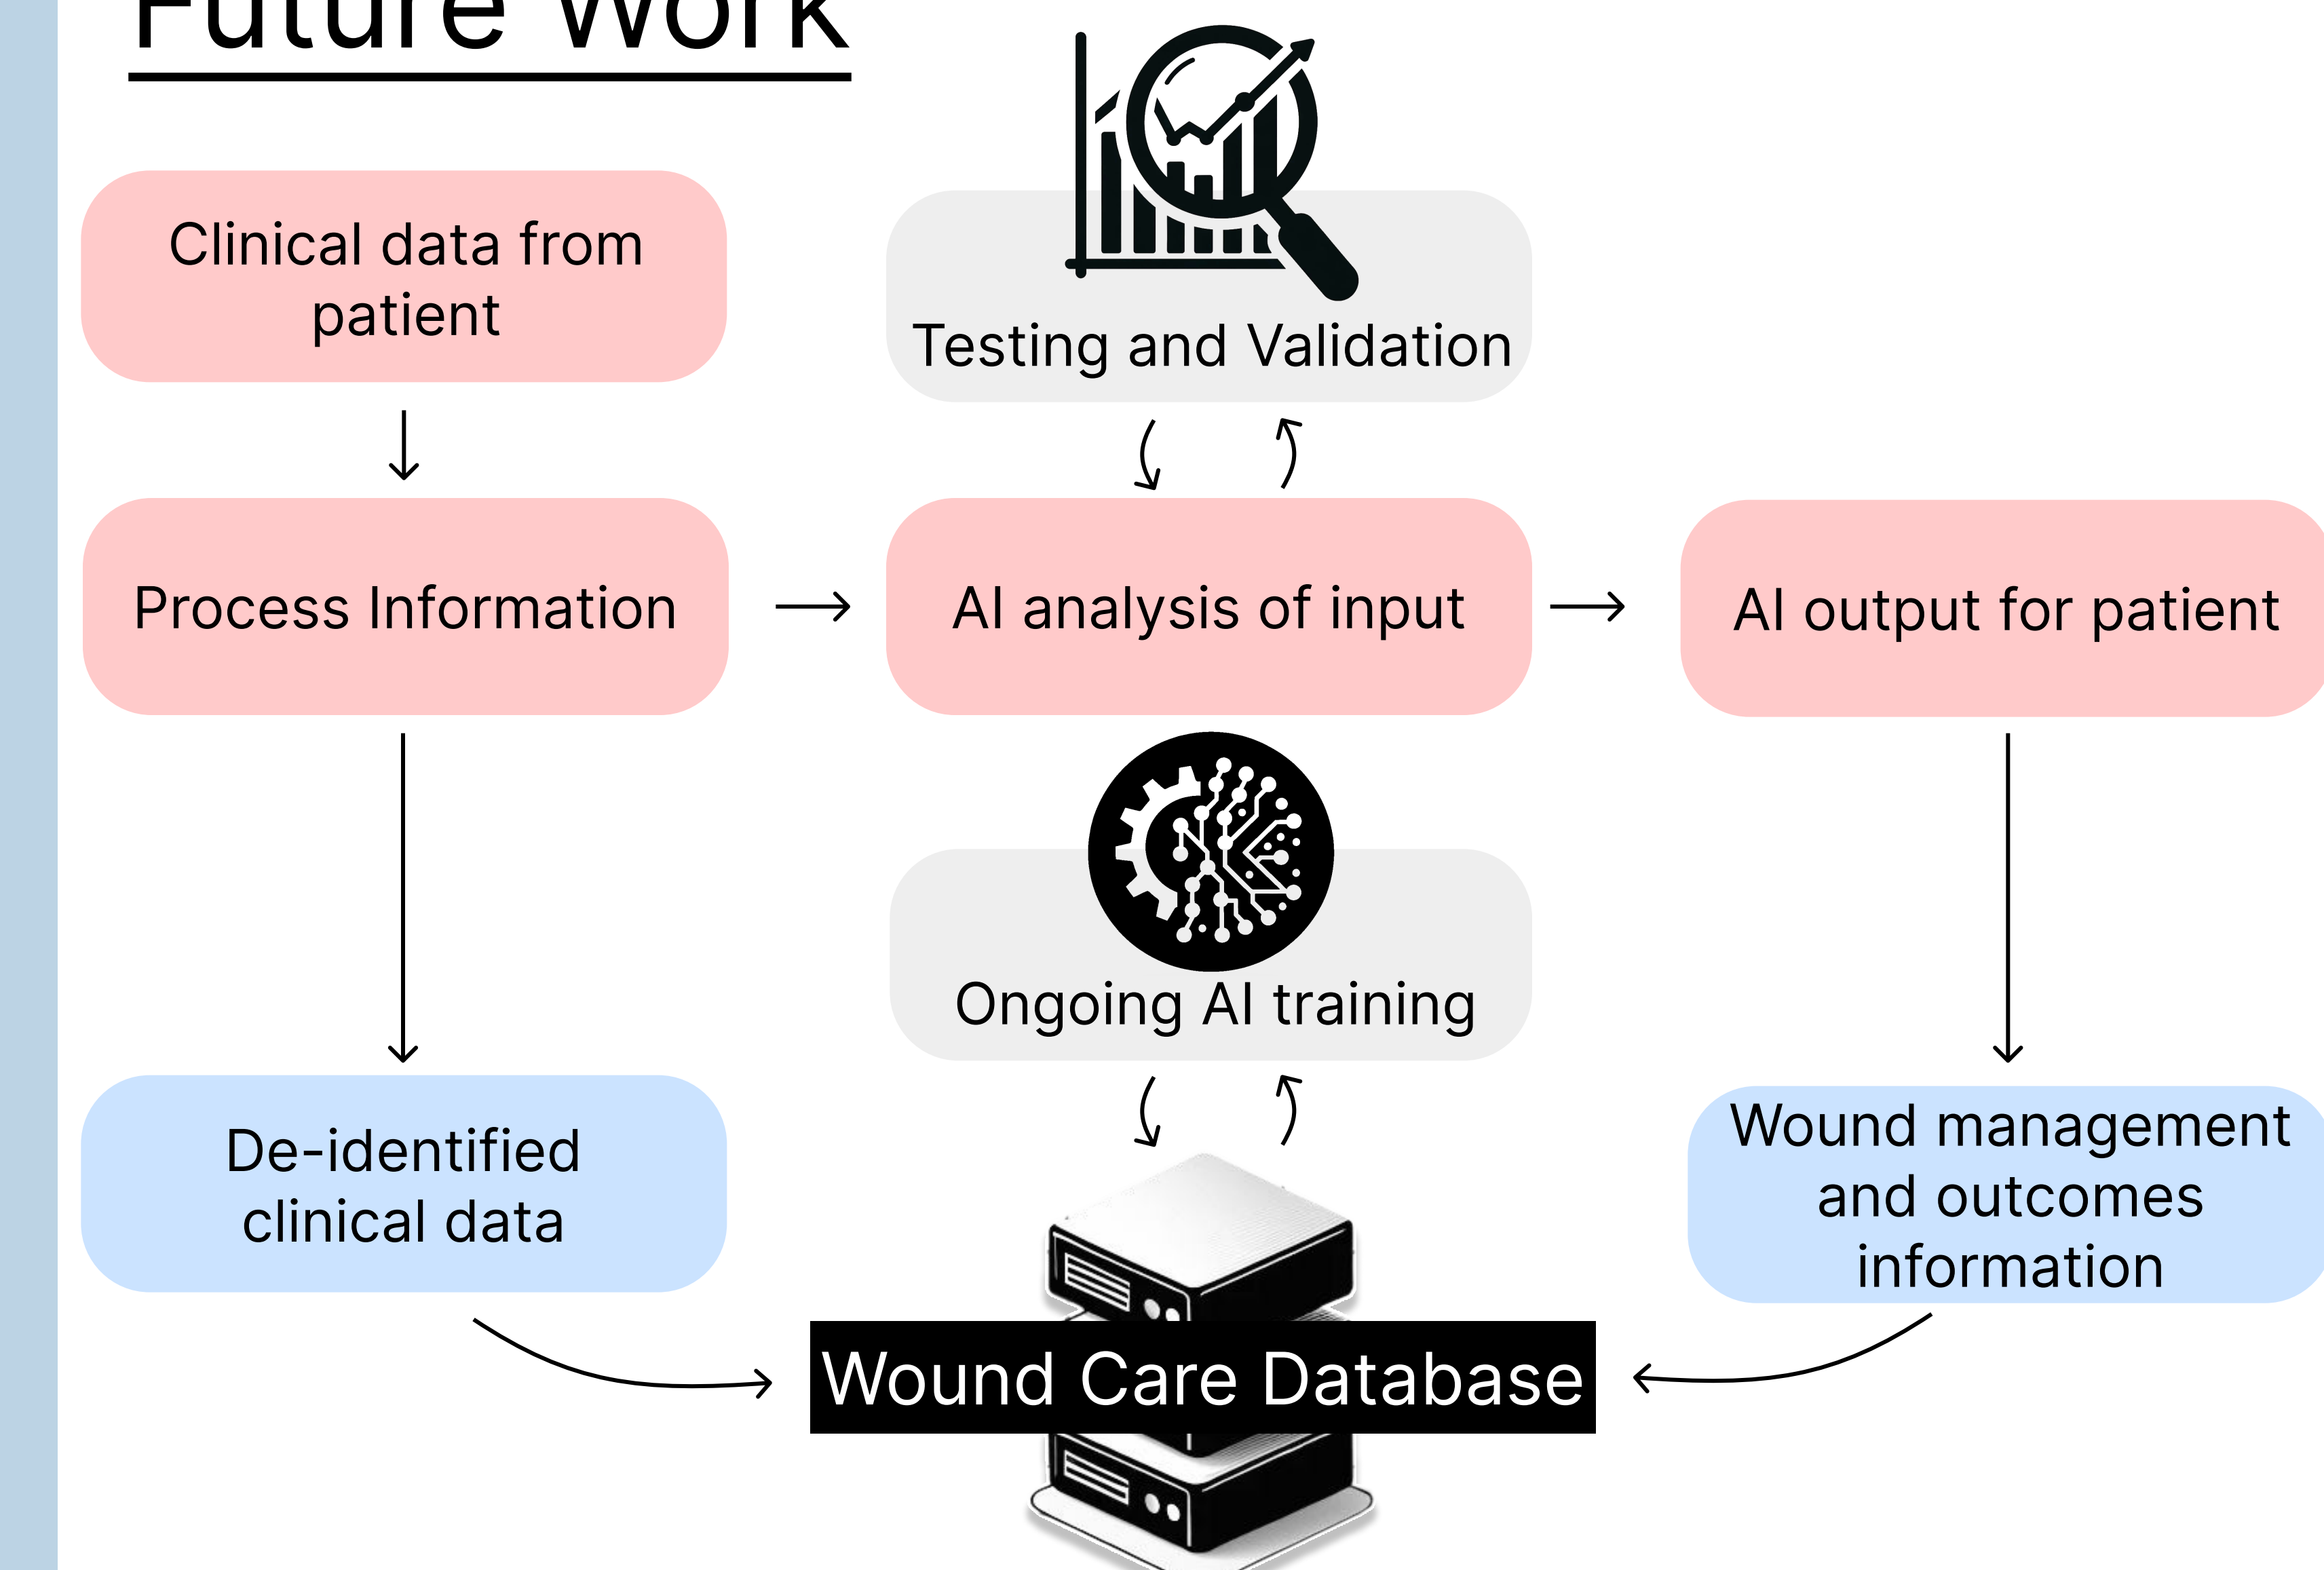 Future Work
Clinical data from
patient
Testing and Validation
Process Information
AI analysis of input
AI output for patient
Ongoing AI training
De-identified
clinical data
Wound management
and outcomes
information
Wound Care Database